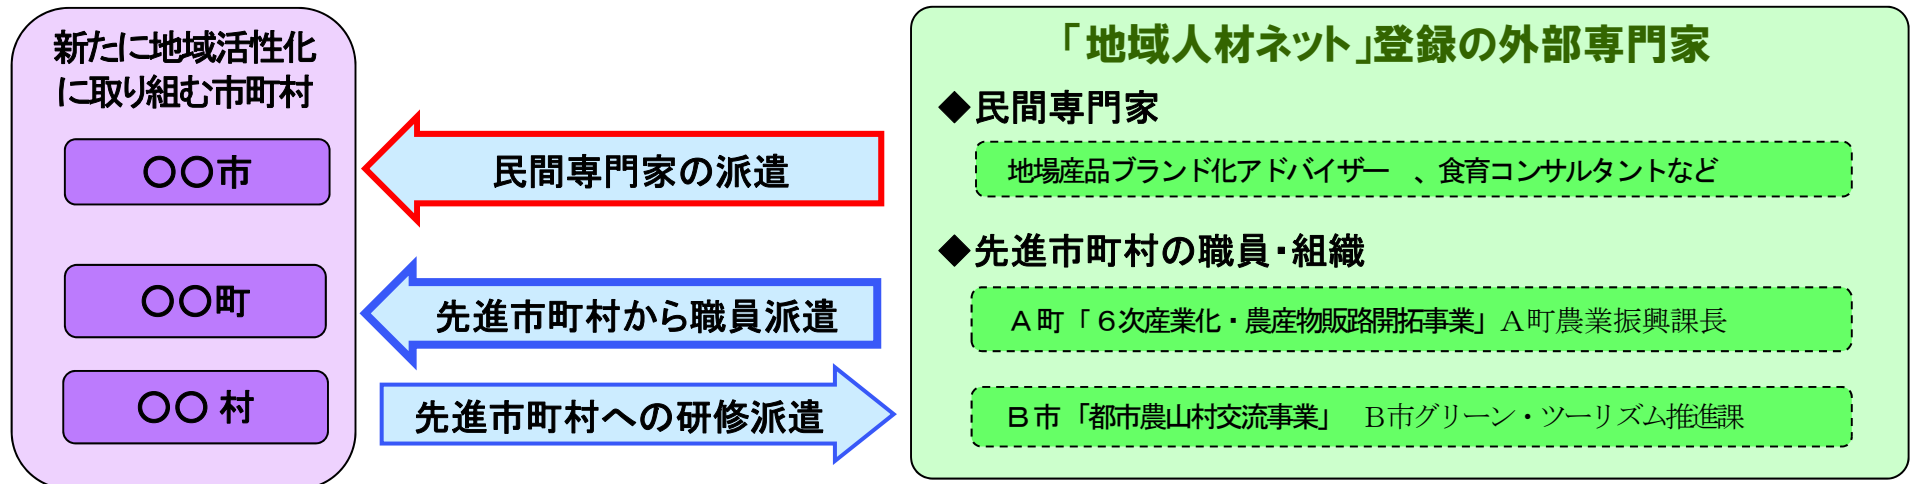 新たに地域活性化
に取り組む市町村
〇〇市
〇〇町
〇〇 村
民間専門家の派遣
先進市町村から職員派遣
先進市町村への研修派遣
「地域人材ネット」登録の外部専門家
◆民間専門家
地場産品ブランド化アドバイザー 、食育コンサルタントなど
◆先進市町村の職員・組織
Ａ町「６次産業化・農産物販路開拓事業」Ａ町農業振興課長
Ｂ市「都市農山村交流事業」 Ｂ市グリーン・ツーリズム推進課